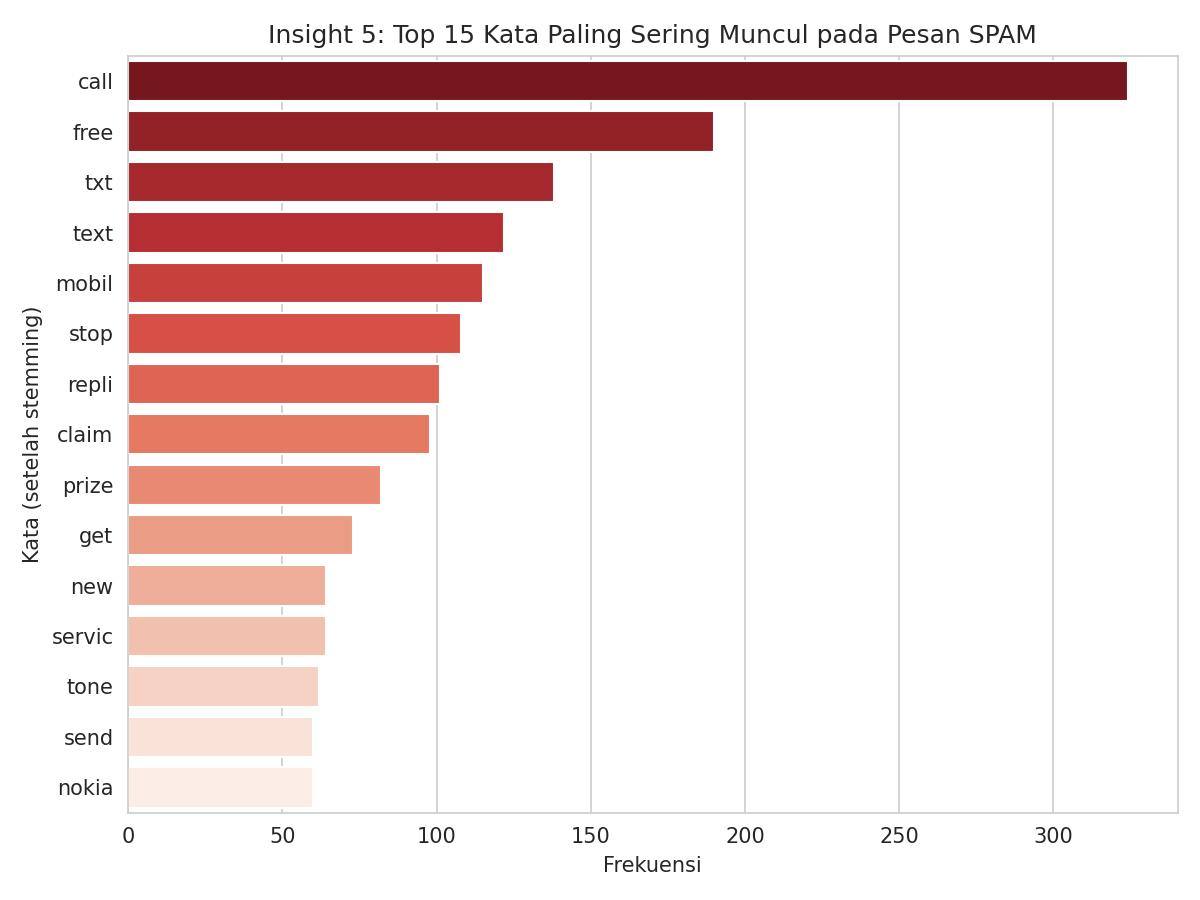 Insight 5: Top 15 Kata Paling Sering Muncul pada Pesan SPAM
Kata (setelah stemming)
call
free
txt
text
mobil
stop
repli
claim
prize
get
new
servic
tone
send
nokia
0 50 100 150 200 250 300
Frekuensi